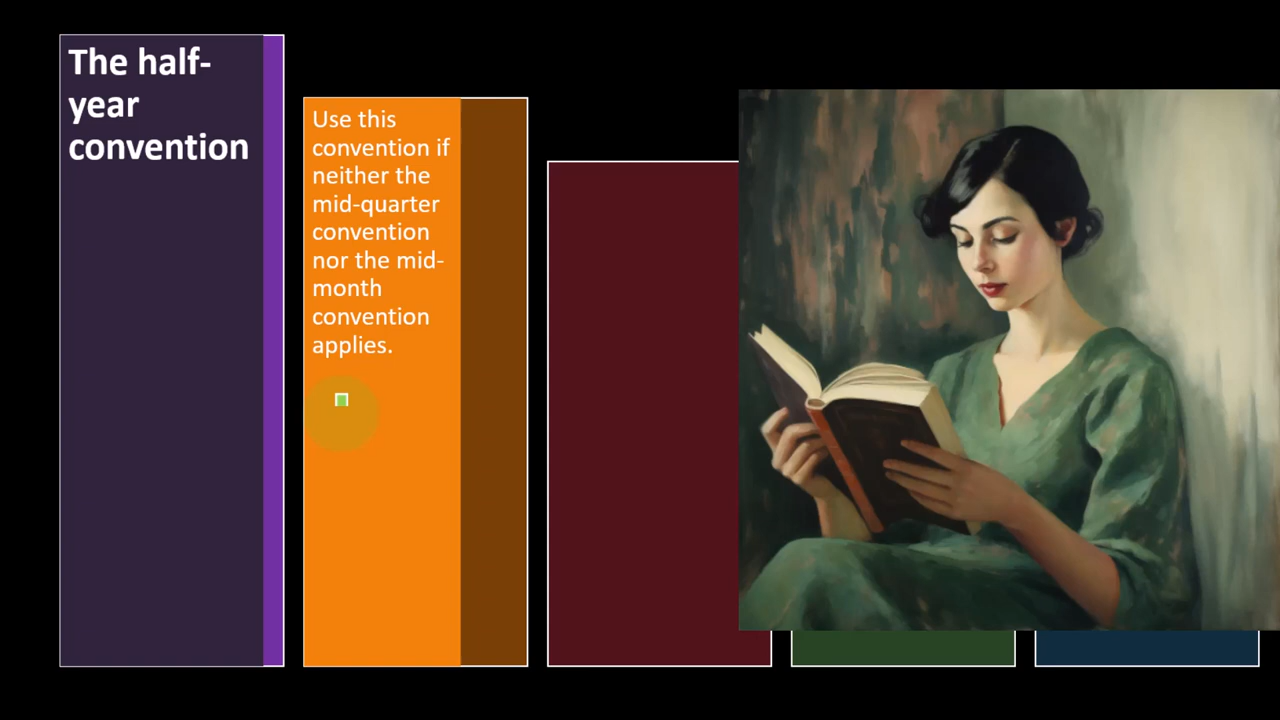 The half-
year
convention
Use this
convention if
neither the
mid-quarter
convention
nor the mid-
month
convention
applies.